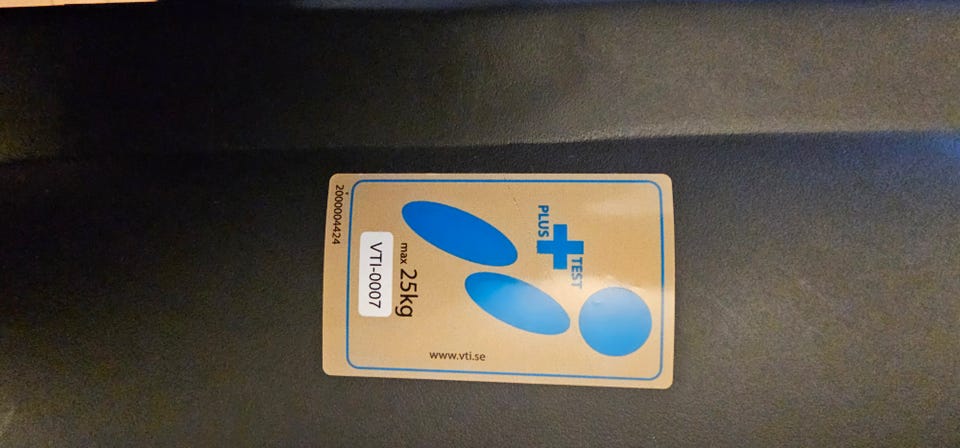 PLUS
TEST
max 25kg
VTI-0007
www.vti.se
2000004424